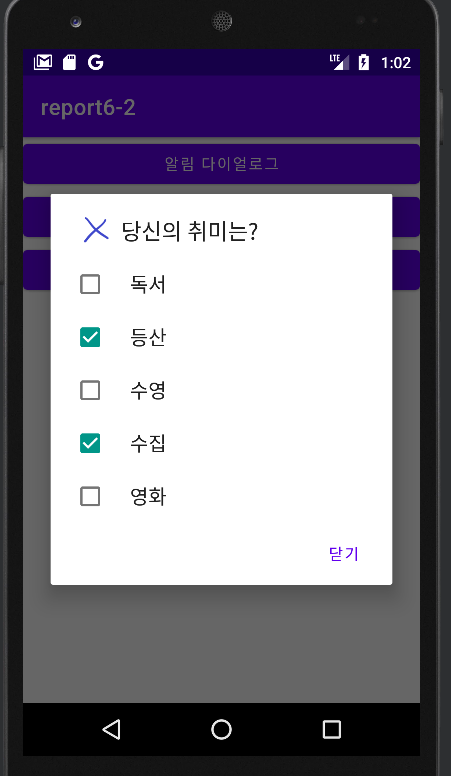 LTE 1:02
report6-2
알림 다이얼로그
당신의 취미는?
독서
등산
수영
수집
영화
닫기